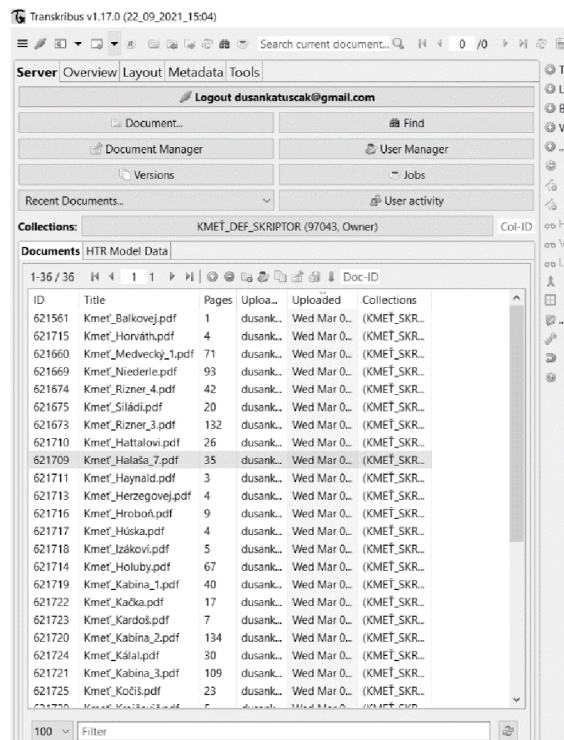 Transkribus v1.17.0 (22_09_2021_15:04)
Search current document... 0 /0
Server Overview Layout Metadata Tools
Logout dusankatuscak@gmail.com
Document... Find
Document Manager User Manager
Versions Jobs
Recent Documents... User activity
Collections: KMEŤ_DEF_SKRIPTOR (97043, Owner) Col-ID
Documents HTR Model Data
1-36 / 36 1 1 Doc-ID
ID Title Pages Uploa... Uploaded Collections
621561 Kmeť_Balkovej.pdf 1 dusank... Wed Mar 0... (KMEŤ_SKR...
621715 Kmeť_Horváth.pdf 4 dusank... Wed Mar 0... (KMEŤ_SKR...
621660 Kmeť_Medvecký_1.pdf 71 dusank... Wed Mar 0... (KMEŤ_SKR...
621669 Kmeť_Niederle.pdf 93 dusank... Wed Mar 0... (KMEŤ_SKR...
621674 Kmeť_Rizner_4.pdf 42 dusank... Wed Mar 0... (KMEŤ_SKR...
621675 Kmeť_Siládi.pdf 20 dusank... Wed Mar 0... (KMEŤ_SKR...
621673 Kmeť_Rizner_3.pdf 132 dusank... Wed Mar 0... (KMEŤ_SKR...
621710 Kmeť_Hattalovi.pdf 26 dusank... Wed Mar 0... (KMEŤ_SKR...
621709 Kmeť_Halaša_7.pdf 35 dusank... Wed Mar 0... (KMEŤ_SKR...
621711 Kmeť_Haynald.pdf 3 dusank... Wed Mar 0... (KMEŤ_SKR...
621713 Kmeť_Herzegovej.pdf 4 dusank... Wed Mar 0... (KMEŤ_SKR...
621716 Kmeť_Hroboň.pdf 9 dusank... Wed Mar 0... (KMEŤ_SKR...
621717 Kmeť_Húska.pdf 4 dusank... Wed Mar 0... (KMEŤ_SKR...
621718 Kmeť_Izákovi.pdf 5 dusank... Wed Mar 0... (KMEŤ_SKR...
621714 Kmeť_Holuby.pdf 67 dusank... Wed Mar 0... (KMEŤ_SKR...
621719 Kmeť_Kabina_1.pdf 40 dusank... Wed Mar 0... (KMEŤ_SKR...
621722 Kmeť_Kačka.pdf 17 dusank... Wed Mar 0... (KMEŤ_SKR...
621723 Kmeť_Kardoš.pdf 7 dusank... Wed Mar 0... (KMEŤ_SKR...
621720 Kmeť_Kabina_2.pdf 134 dusank... Wed Mar 0... (KMEŤ_SKR...
621724 Kmeť_Kálal.pdf 30 dusank... Wed Mar 0... (KMEŤ_SKR...
621721 Kmeť_Kabina_3.pdf 109 dusank... Wed Mar 0... (KMEŤ_SKR...
621725 Kmeť_Kočiš.pdf 23 dusank... Wed Mar 0... (KMEŤ_SKR...
100 Filter